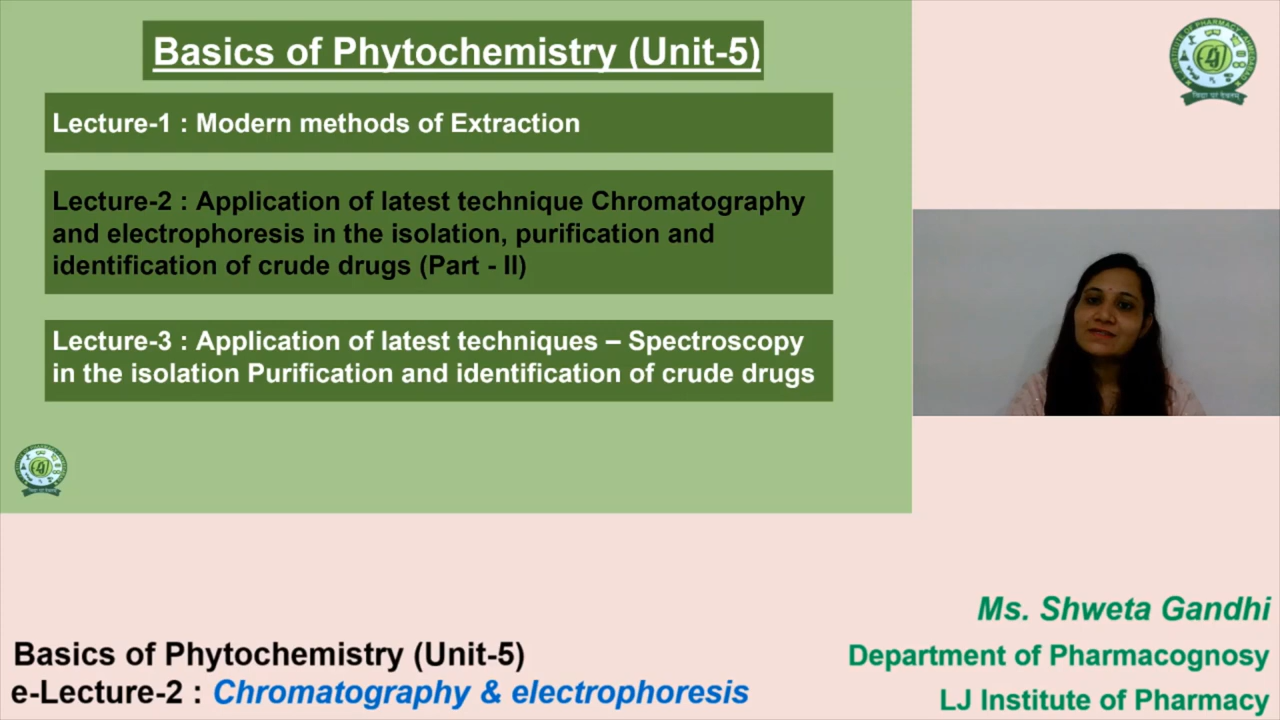 Basics of Phytochemistry (Unit-5)
Lecture-1 : Modern methods of Extraction
Lecture-2 : Application of latest technique Chromatography
and electrophoresis in the isolation, purification and
identification of crude drugs (Part - II)
Lecture-3 : Application of latest techniques – Spectroscopy
in the isolation Purification and identification of crude drugs
Ms. Shweta Gandhi
Department of Pharmacognosy
LJ Institute of Pharmacy
Basics of Phytochemistry (Unit-5)
e-Lecture-2 : Chromatography & electrophoresis